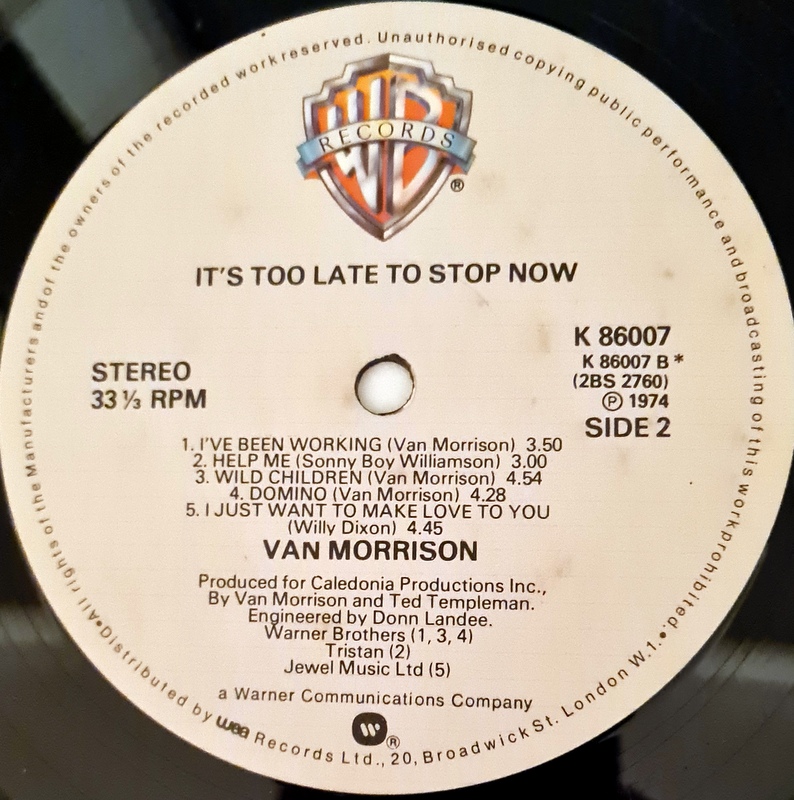 All rights of the Manufacturers andof the owners of the recorded workreserved. Unauthorised copying public performance and broadcasting of this workprohibited.
WB
RECORDS
®
IT'S TOO LATE TO STOP NOW
K 86007
K 86007 B*
(2BS 2760)
Ⓟ 1974
SIDE 2
STEREO
33 ⅓ RPM
1. I'VE BEEN WORKING (Van Morrison) 3.50
2. HELP ME (Sonny Boy Williamson) 3.00
3. WILD CHILDREN (Van Morrison) 4.54
4. DOMINO (Van Morrison) 4.28
5. I JUST WANT TO MAKE LOVE TO YOU
(Willy Dixon) 4.45
VAN MORRISON
Produced for Caledonia Productions Inc.,
By Van Morrison and Ted Templeman.
Engineered by Donn Landee.
Warner Brothers (1, 3, 4)
Tristan (2)
Jewel Music Ltd (5)
a Warner Communications Company
W ®
•Distributed by wea Records Ltd., 20, Broadwick St. London W.1.•